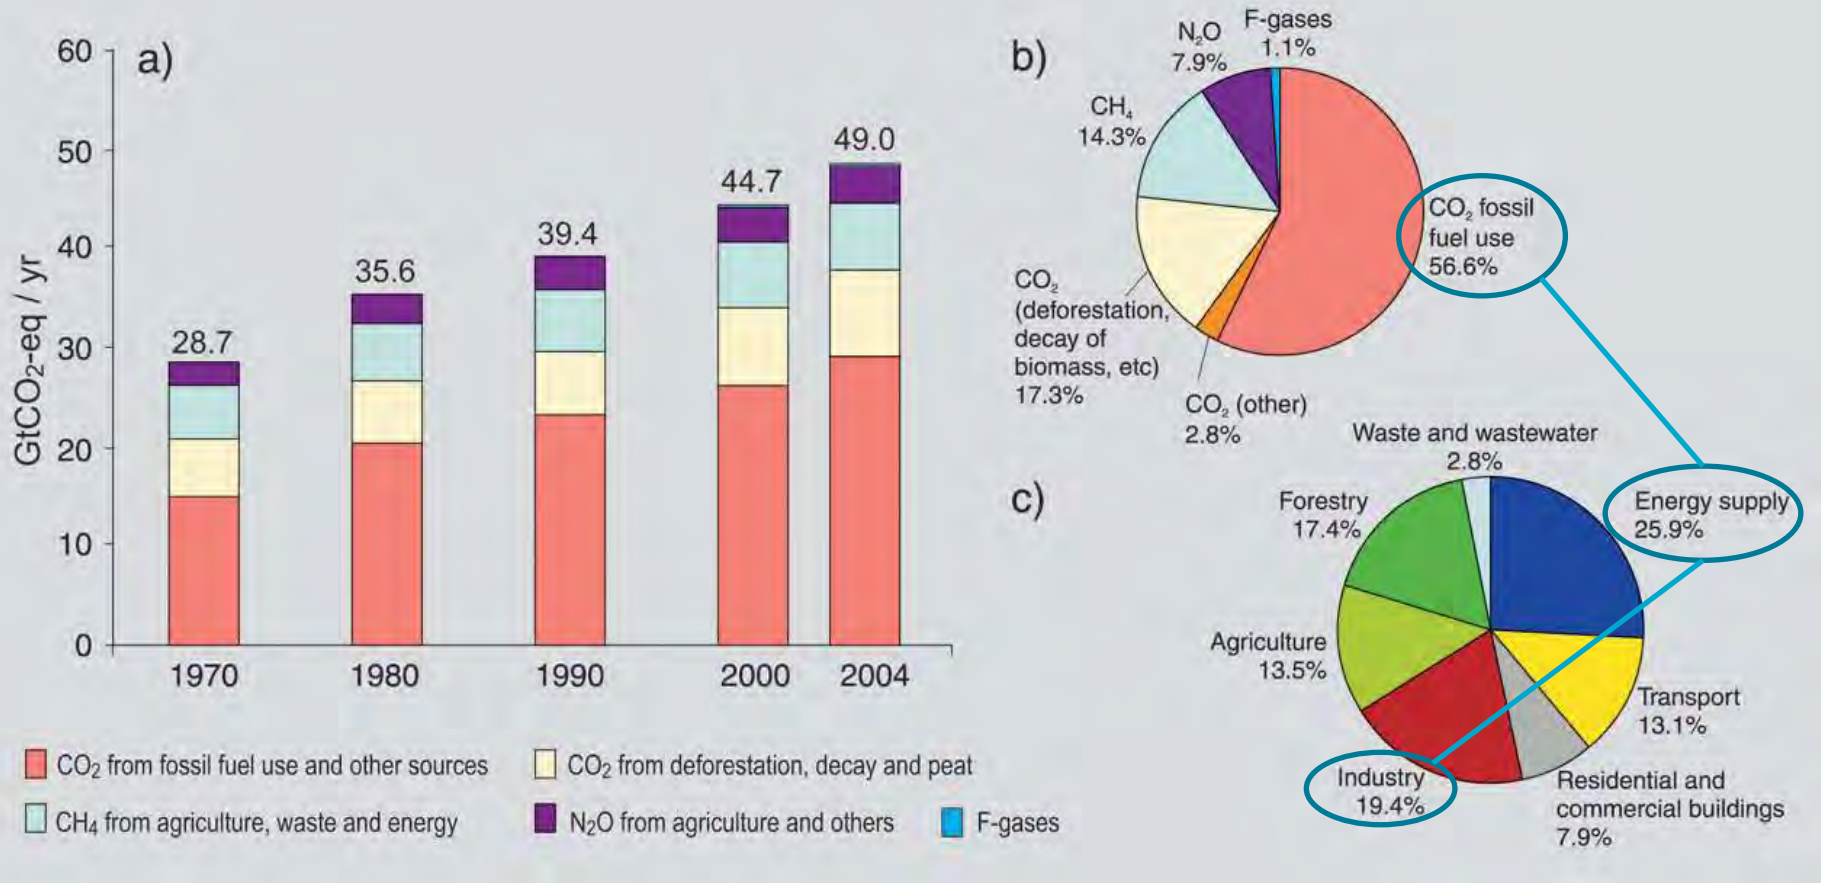 a)
60
50
40
30
20
10
0
GtCO₂-eq / yr
28.7
35.6
39.4
44.7
49.0
1970
1980
1990
2000
2004
CO₂ from fossil fuel use and other sources
CO₂ from deforestation, decay and peat
CH₄ from agriculture, waste and energy
N₂O from agriculture and others
F-gases
b)
F-gases
1.1%
N₂O
7.9%
CH₄
14.3%
CO₂ fossil
fuel use
56.6%
CO₂
(deforestation,
decay of
biomass, etc)
17.3%
CO₂ (other)
2.8%
c)
Waste and wastewater
2.8%
Forestry
17.4%
Energy supply
25.9%
Agriculture
13.5%
Transport
13.1%
Industry
19.4%
Residential and
commercial buildings
7.9%